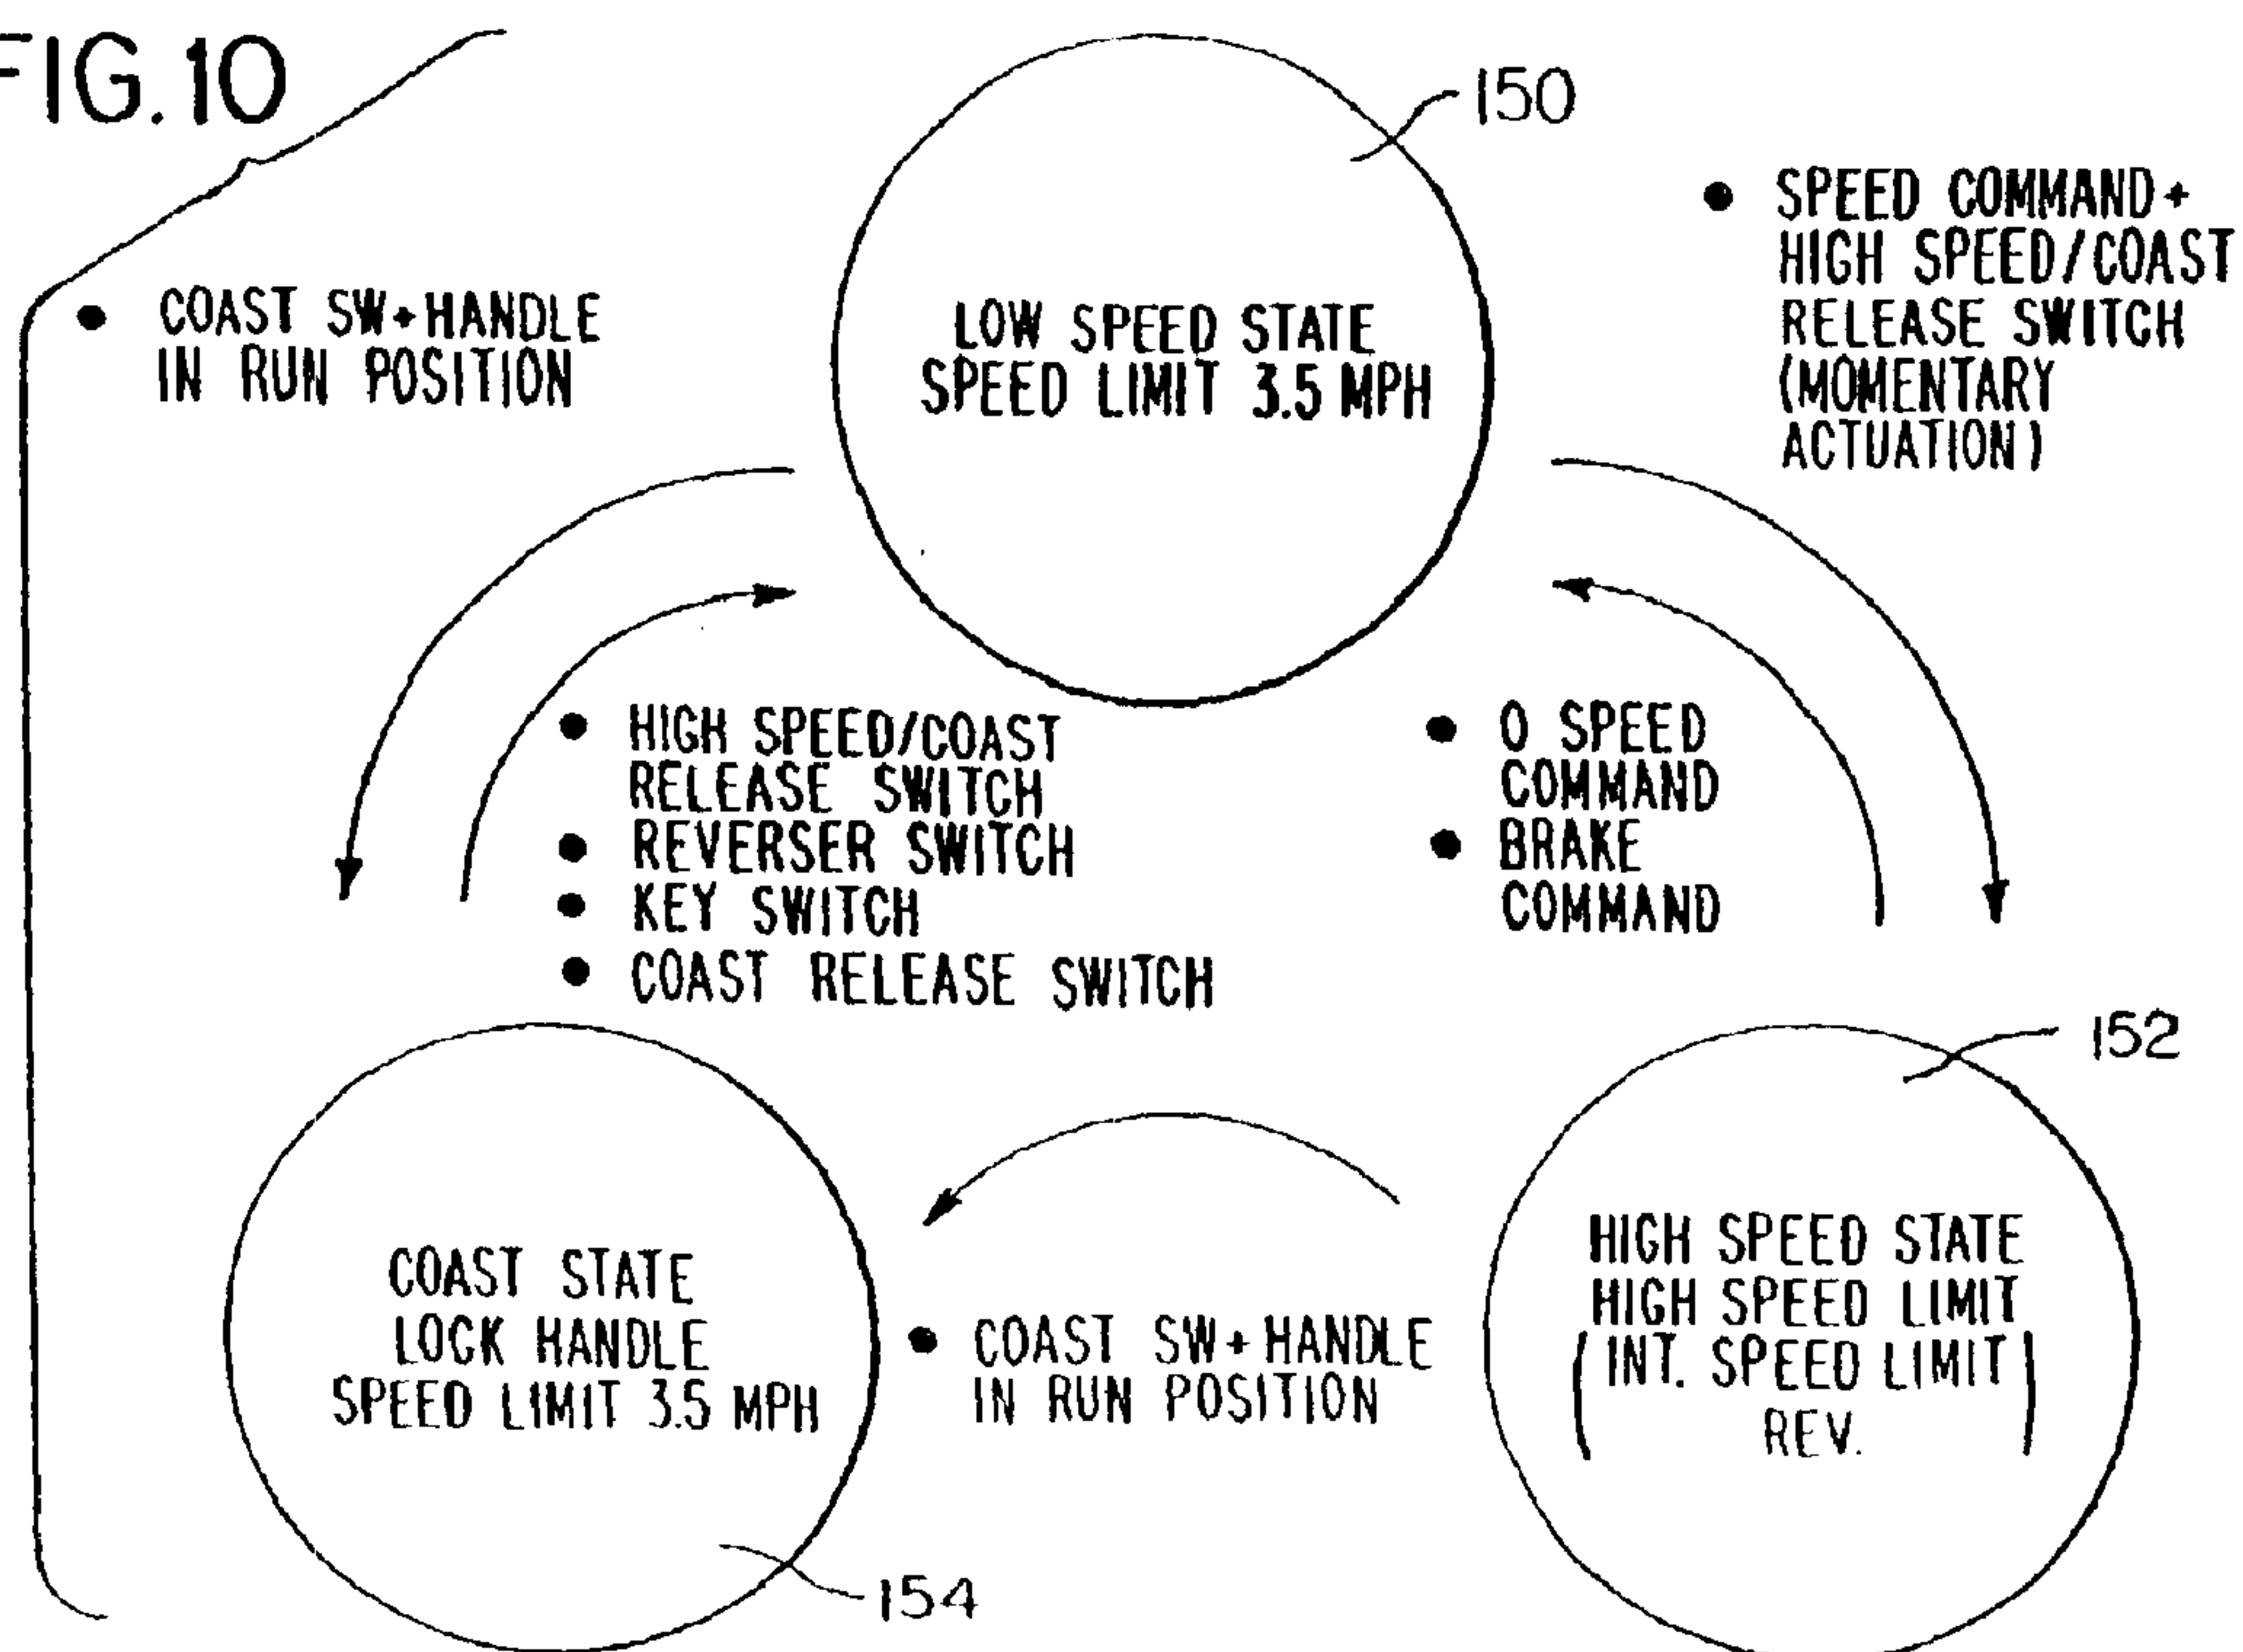 FIG.10
150
LOW SPEED STATE
SPEED LIMIT 3.5 MPH
• SPEED COMMAND+
HIGH SPEED/COAST
RELEASE SWITCH
(MOMENTARY
ACTUATION)
• COAST SW+HANDLE
IN RUN POSITION
• HIGH SPEED/COAST
RELEASE SWITCH
• REVERSER SWITCH
• KEY SWITCH
• COAST RELEASE SWITCH
• 0 SPEED
COMMAND
• BRAKE
COMMAND
152
COAST STATE
LOCK HANDLE
SPEED LIMIT 3.5 MPH
154
• COAST SW+HANDLE
IN RUN POSITION
HIGH SPEED STATE
HIGH SPEED LIMIT
(INT. SPEED LIMIT
REV.)